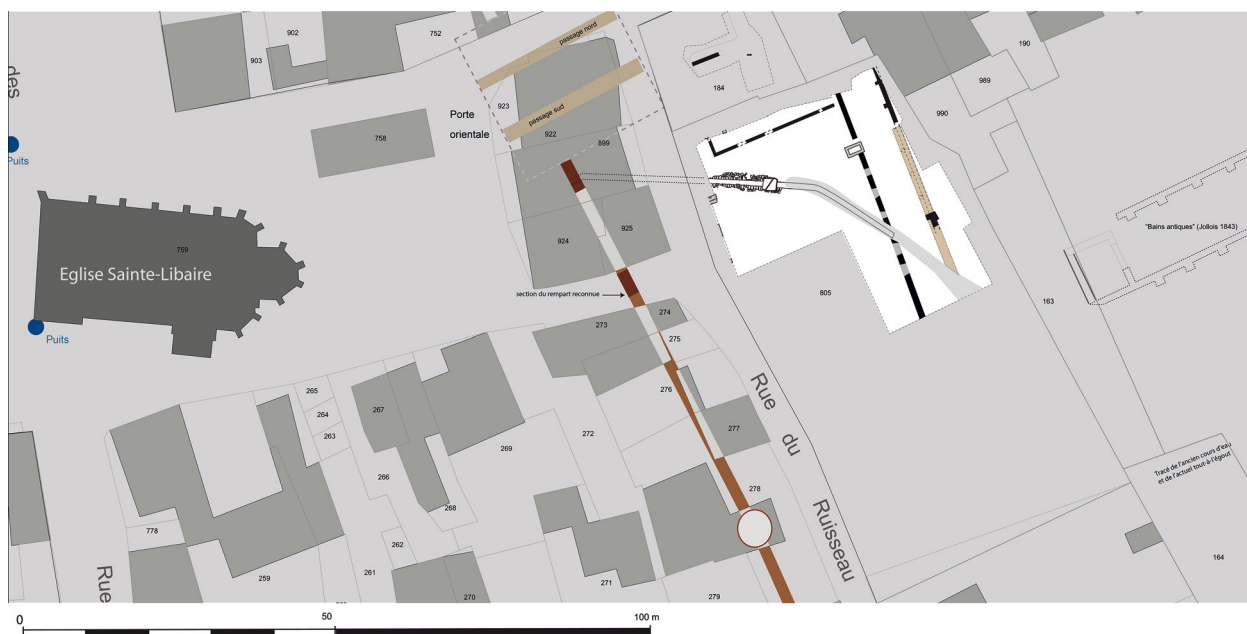 902
752
903
190
989
184
990
passage nord
passage sud
923
922
899
Porte
orientale
758
des
Puits
759
Eglise Sainte-Libaire
Puits
924
925
section du rempart reconnue
"Bains antiques" (Jollois 1843)
805
163
273
274
275
276
277
278
279
265
264
263
267
266
269
272
268
262
261
259
778
270
271
164
Rue
Rue
du
Ruisseau
Tracé de l'ancien cours d'eau
et de l'actuel tout-à-l'égout
0
50
100 m